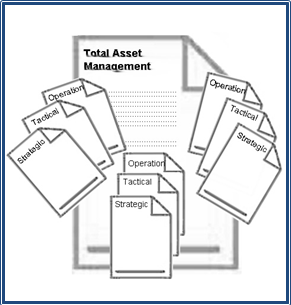 Total Asset
Management
Operation
Tactical
Strategic
Operation
Tactical
Strategic
Operation
Tactical
Strategic